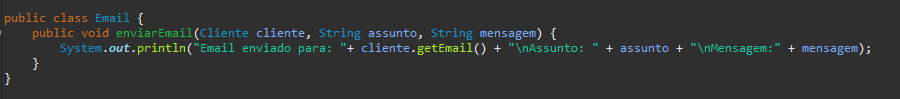 public class Email {
    public void enviarEmail(Cliente cliente, String assunto, String mensagem) {
        System.out.println("Email enviado para: "+ cliente.getEmail() + "\nAssunto: " + assunto + "\nMensagem:" + mensagem);
    }
}